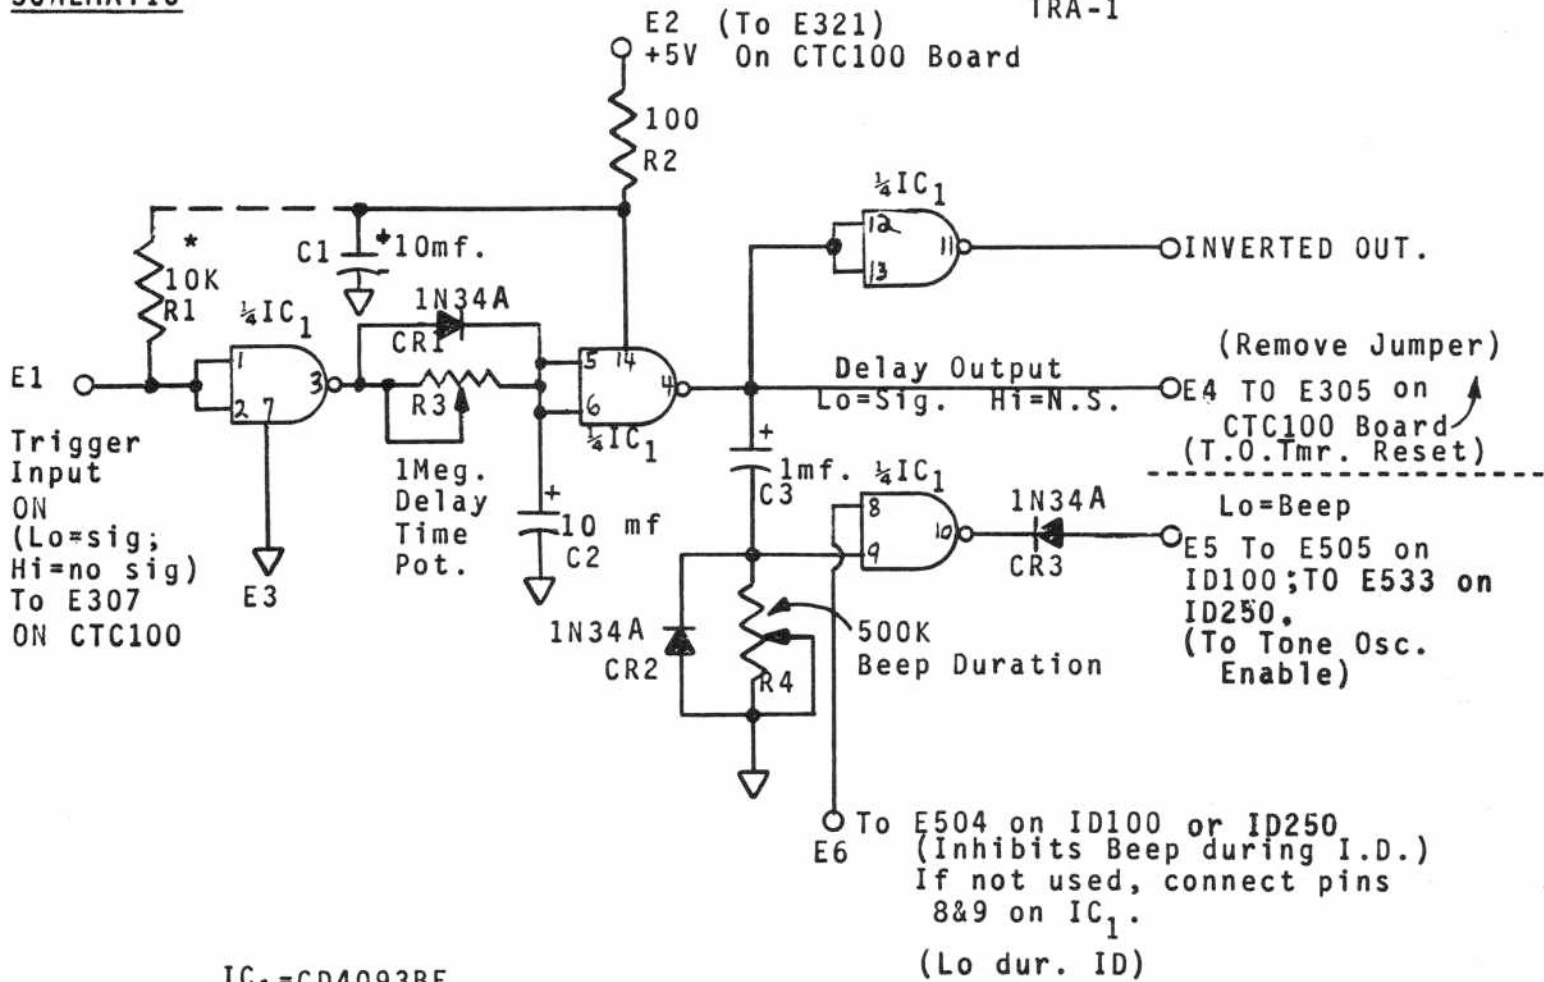 SCHEMATIC
TRA-1
E2 (To E321)
+5V On CTC100 Board
100
R2
¼IC1
12
13
11
INVERTED OUT.
*
10K
R1
C1
+10mf.
1N34A
CR1
¼IC1
1
2
3
7
E1
R3
5
6
14
4
¼IC1
Delay Output
Lo=Sig. Hi=N.S.
(Remove Jumper)
E4 TO E305 on
CTC100 Board
(T.O.Tmr. Reset)
Trigger
Input
ON
(Lo=sig;
Hi=no sig)
To E307
ON CTC100
E3
1Meg.
Delay
Time
Pot.
+
10 mf
C2
+
1mf.
C3
¼IC1
8
9
10
1N34A
CR3
Lo=Beep
E5 To E505 on
ID100;TO E533 on
ID250.
(To Tone Osc.
Enable)
1N34A
CR2
R4
500K
Beep Duration
E6
To E504 on ID100 or ID250
(Inhibits Beep during I.D.)
If not used, connect pins
8&9 on IC1.
(Lo dur. ID)
IC1=CD4093BE